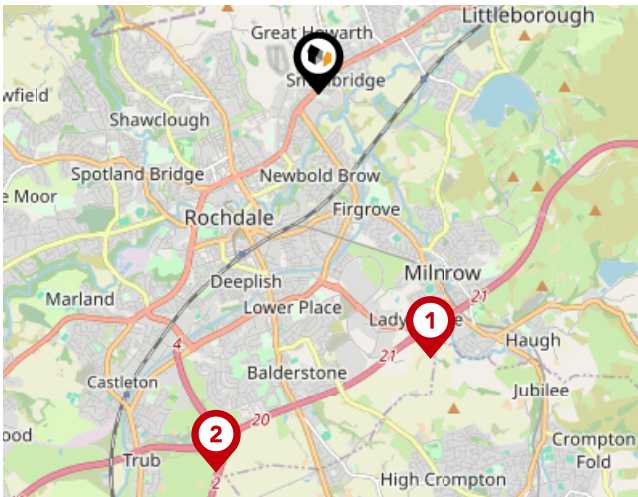 Littleborough
Great Howarth
wfield
Shawclough
Spotland Bridge
Newbold Brow
e Moor
Rochdale
Firgrove
Deeplish
Milnrow
Marland
Lower Place
21
Lady
e
1
4
21
Haugh
Castleton
Balderstone
Jubilee
20
ood
2
Crompton
Fold
Trub
2
High Crompton